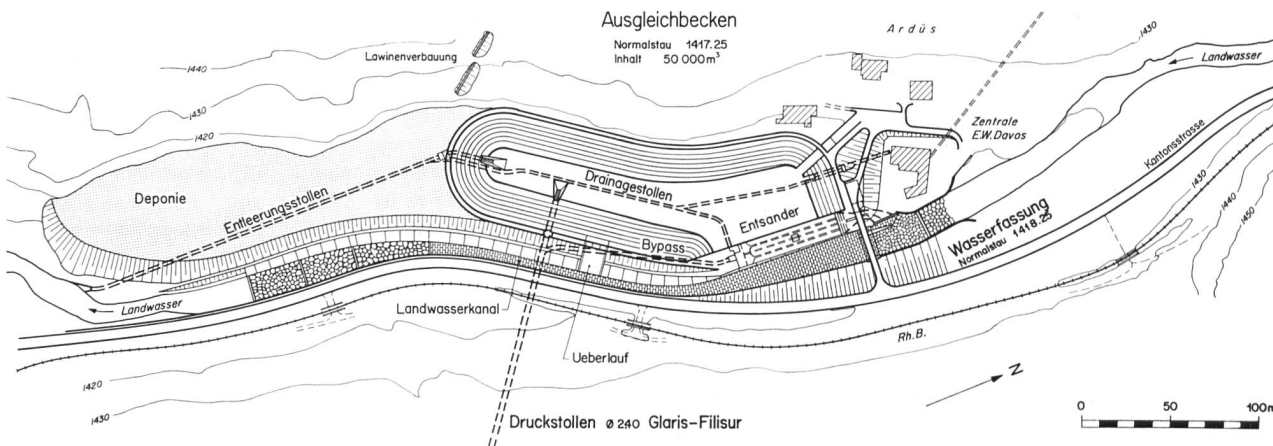 Ausgleichbecken
Normalstau 1417.25
Inhalt 50 000 m³
Ardüs
1430
Landwasser
Lawinenverbauung
1440
1430
1420
Zentrale
E.W. Davos
Kantonsstrasse
Deponie
Entleerungsstollen
Drainagestollen
Entsander
Bypass
Wasserfassung
Normalstau 1418.25
1430
1440
1450
Landwasser
Landwasserkanal
Ueberlauf
Rh.B.
1420
1430
Druckstollen ø 240 Glaris-Filisur
N
0 50 100m